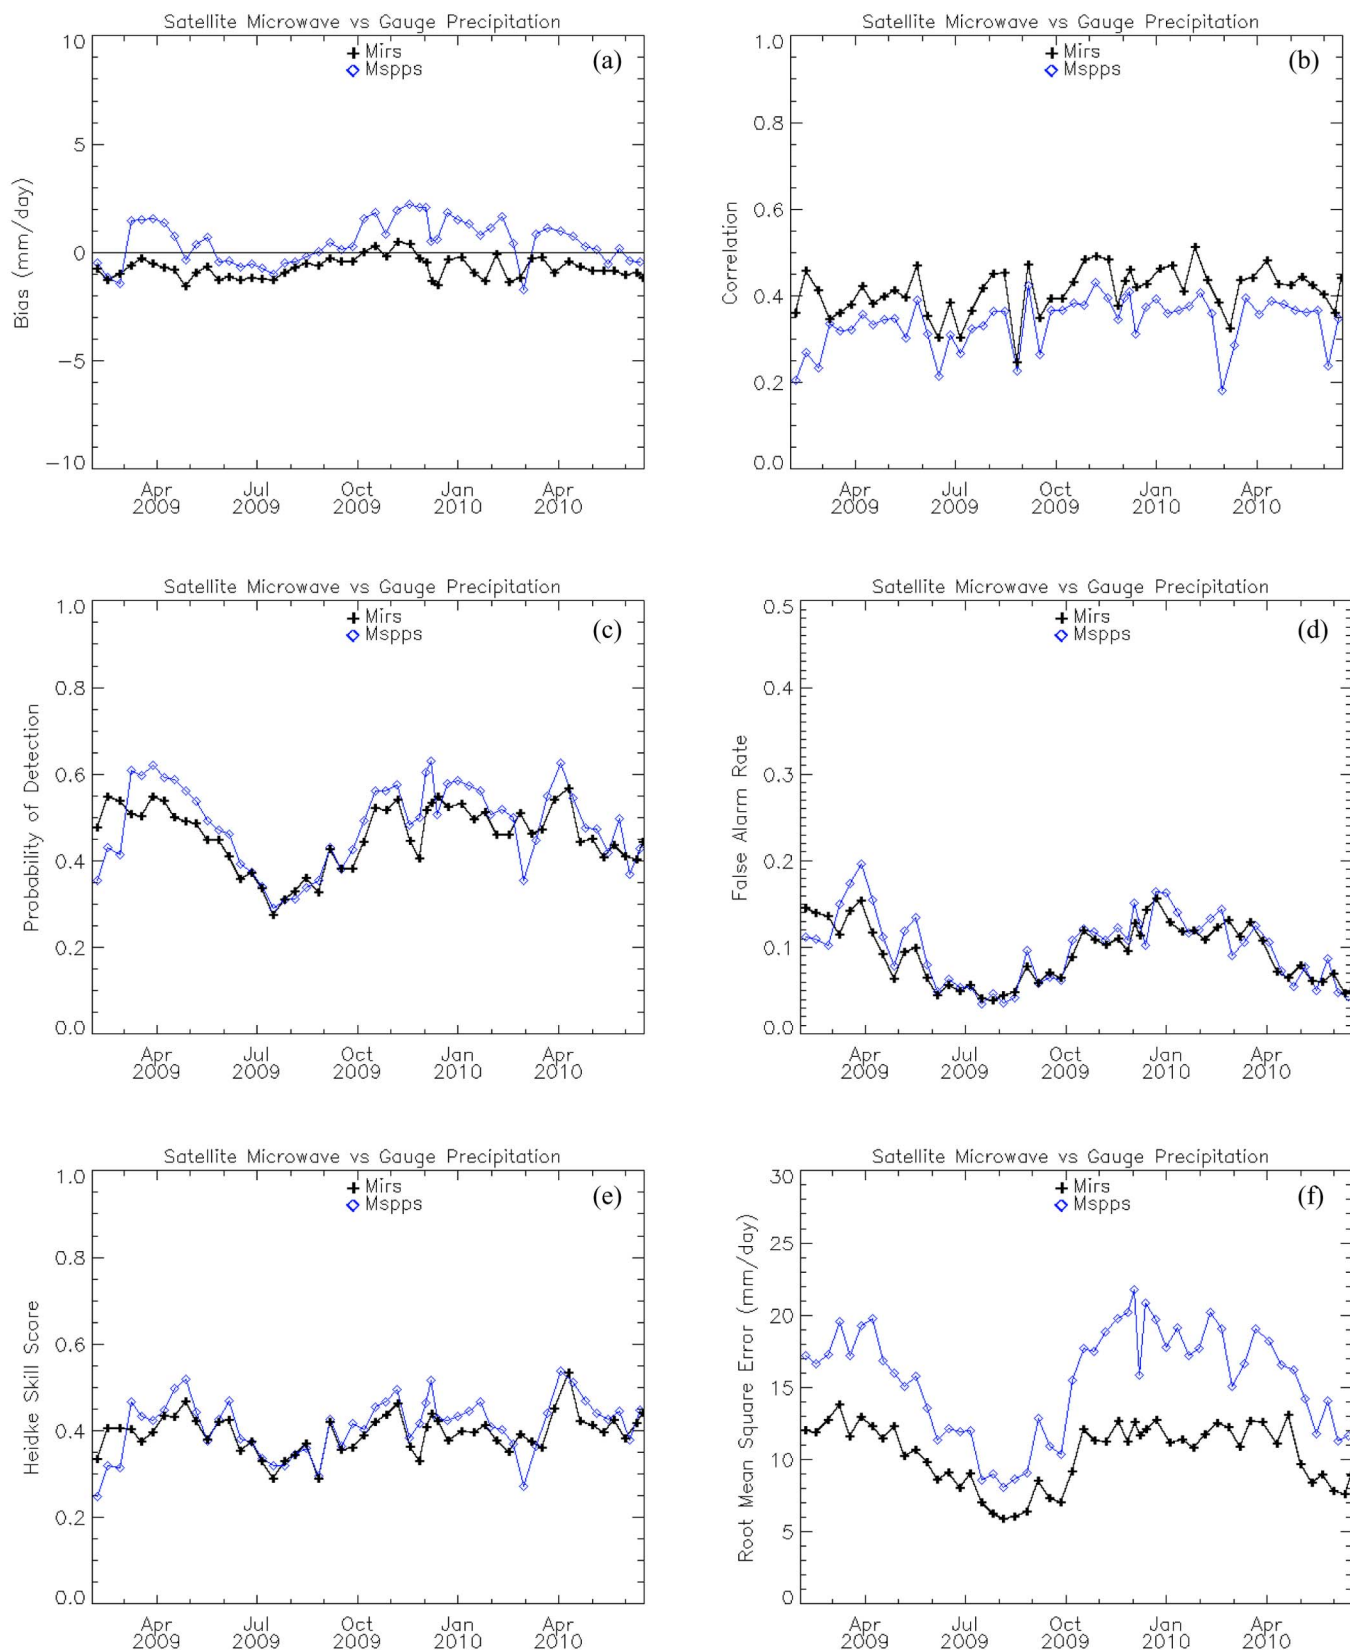 Satellite Microwave vs Gauge Precipitation
10
5
0
−5
−10
Bias (mm/day)
Mirs
Mspps
(a)
Apr Jul Oct Jan Apr
2009 2009 2009 2010 2010
Satellite Microwave vs Gauge Precipitation
1.0
0.8
0.6
0.4
0.2
0.0
Correlation
Mirs
Mspps
(b)
Apr Jul Oct Jan Apr
2009 2009 2009 2010 2010
Satellite Microwave vs Gauge Precipitation
1.0
0.8
0.6
0.4
0.2
0.0
Probability of Detection
Mirs
Mspps
(c)
Apr Jul Oct Jan Apr
2009 2009 2009 2010 2010
Satellite Microwave vs Gauge Precipitation
0.5
0.4
0.3
0.2
0.1
0.0
False Alarm Rate
Mirs
Mspps
(d)
Apr Jul Oct Jan Apr
2009 2009 2009 2010 2010
Satellite Microwave vs Gauge Precipitation
1.0
0.8
0.6
0.4
0.2
0.0
Heidke Skill Score
Mirs
Mspps
(e)
Apr Jul Oct Jan Apr
2009 2009 2009 2010 2010
Satellite Microwave vs Gauge Precipitation
30
25
20
15
10
5
0
Root Mean Square Error (mm/day)
Mirs
Mspps
(f)
Apr Jul Oct Jan Apr
2009 2009 2009 2010 2010